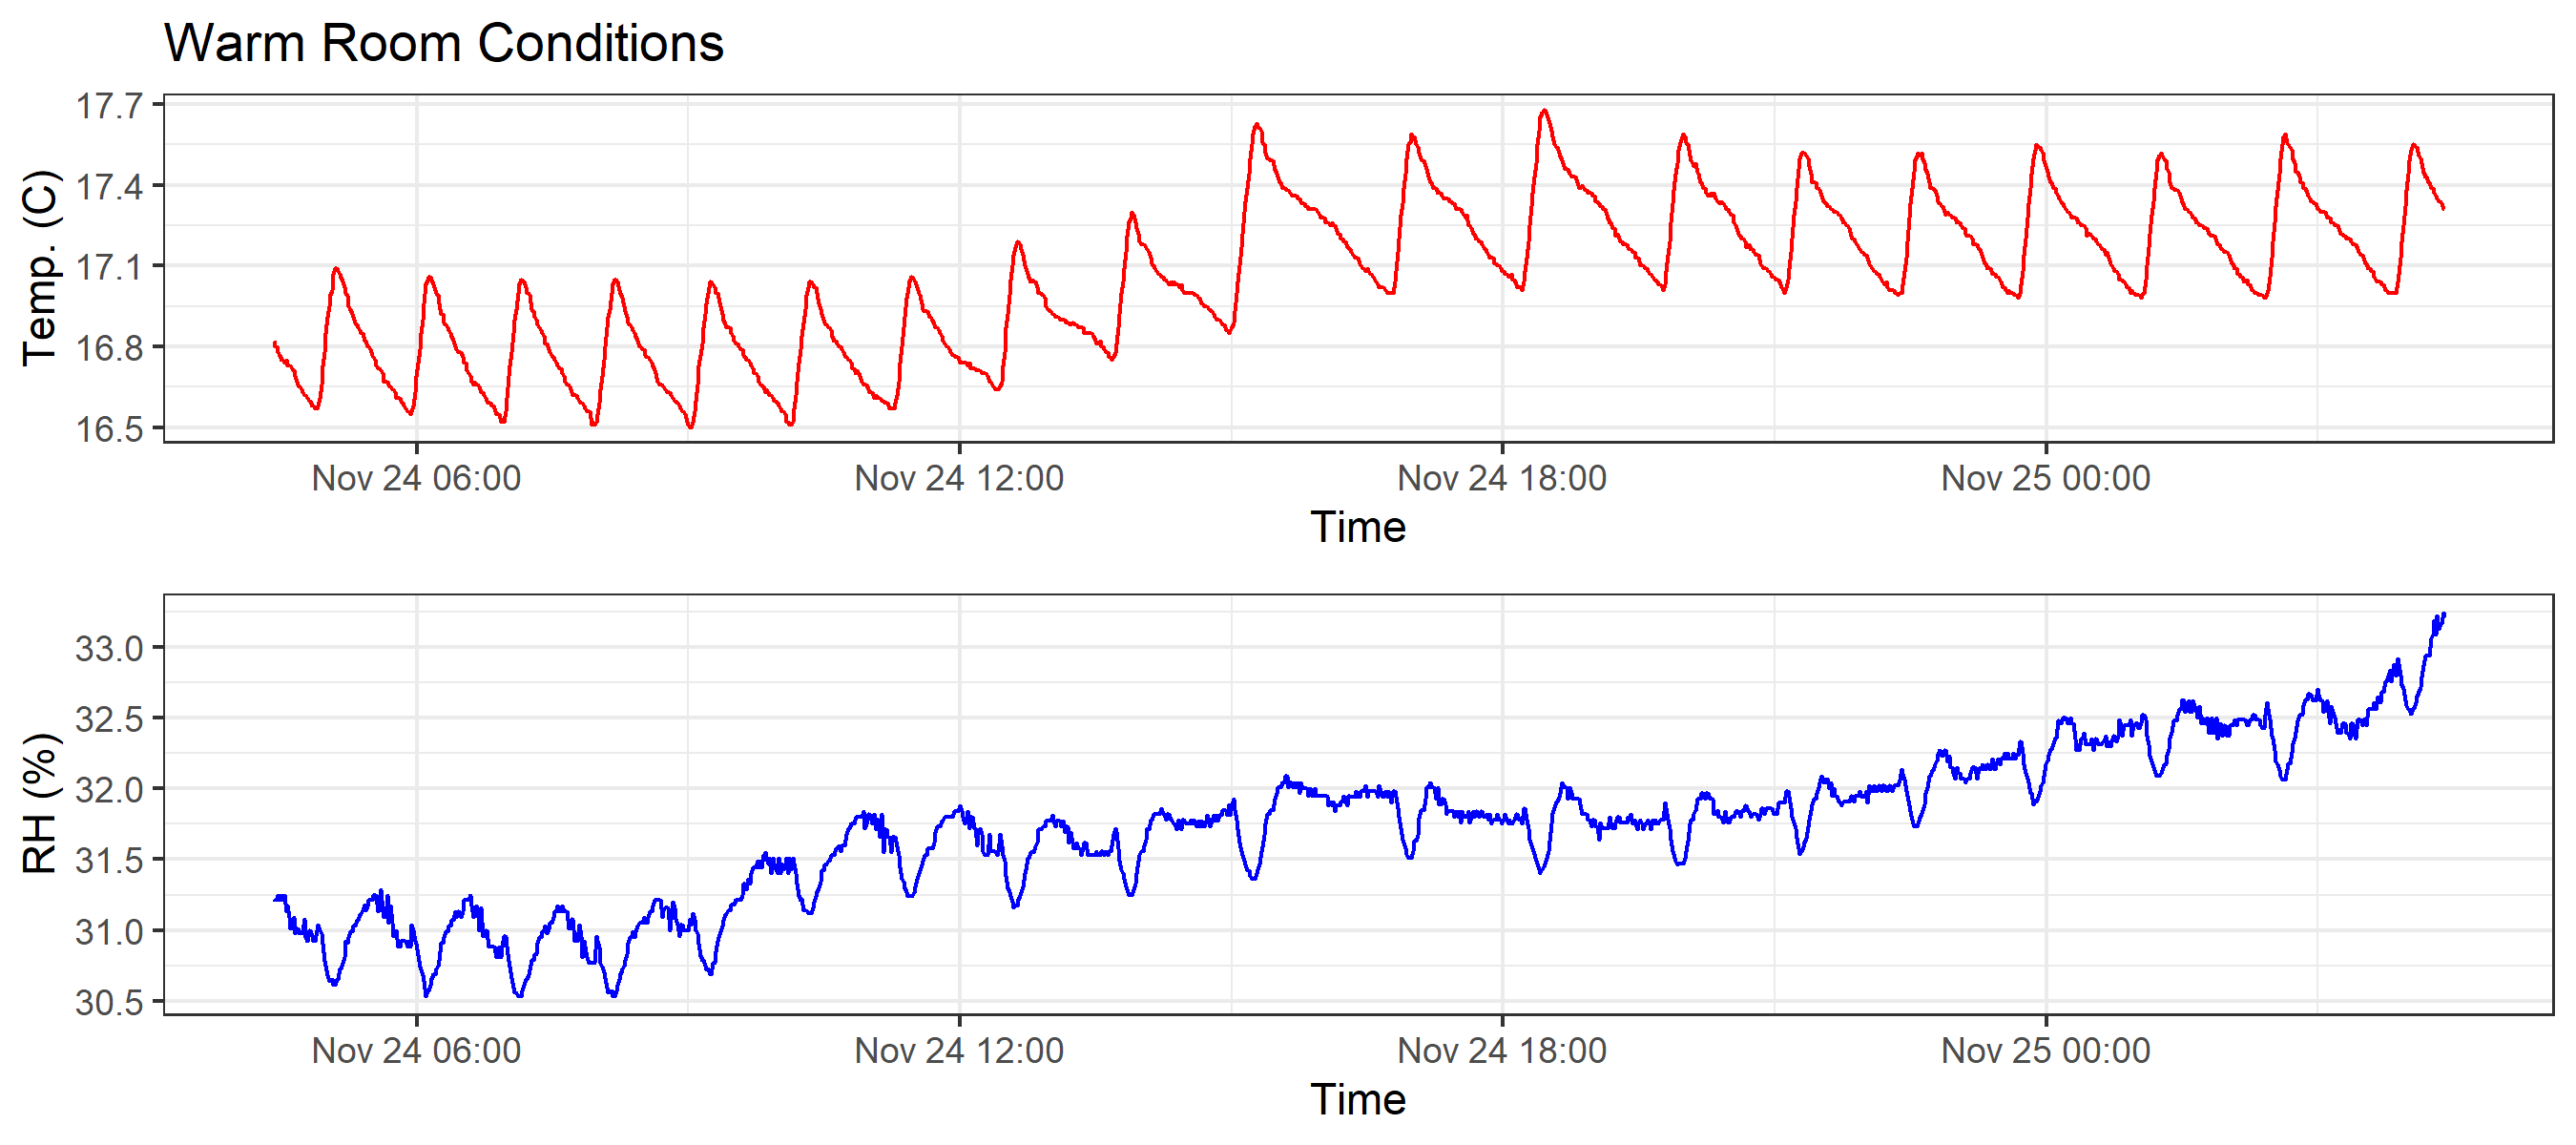 Warm Room Conditions
17.7
17.4
17.1
16.8
16.5
Temp. (C)
Nov 24 06:00 Nov 24 12:00 Nov 24 18:00 Nov 25 00:00
Time
33.0
32.5
32.0
31.5
31.0
30.5
RH (%)
Nov 24 06:00 Nov 24 12:00 Nov 24 18:00 Nov 25 00:00
Time